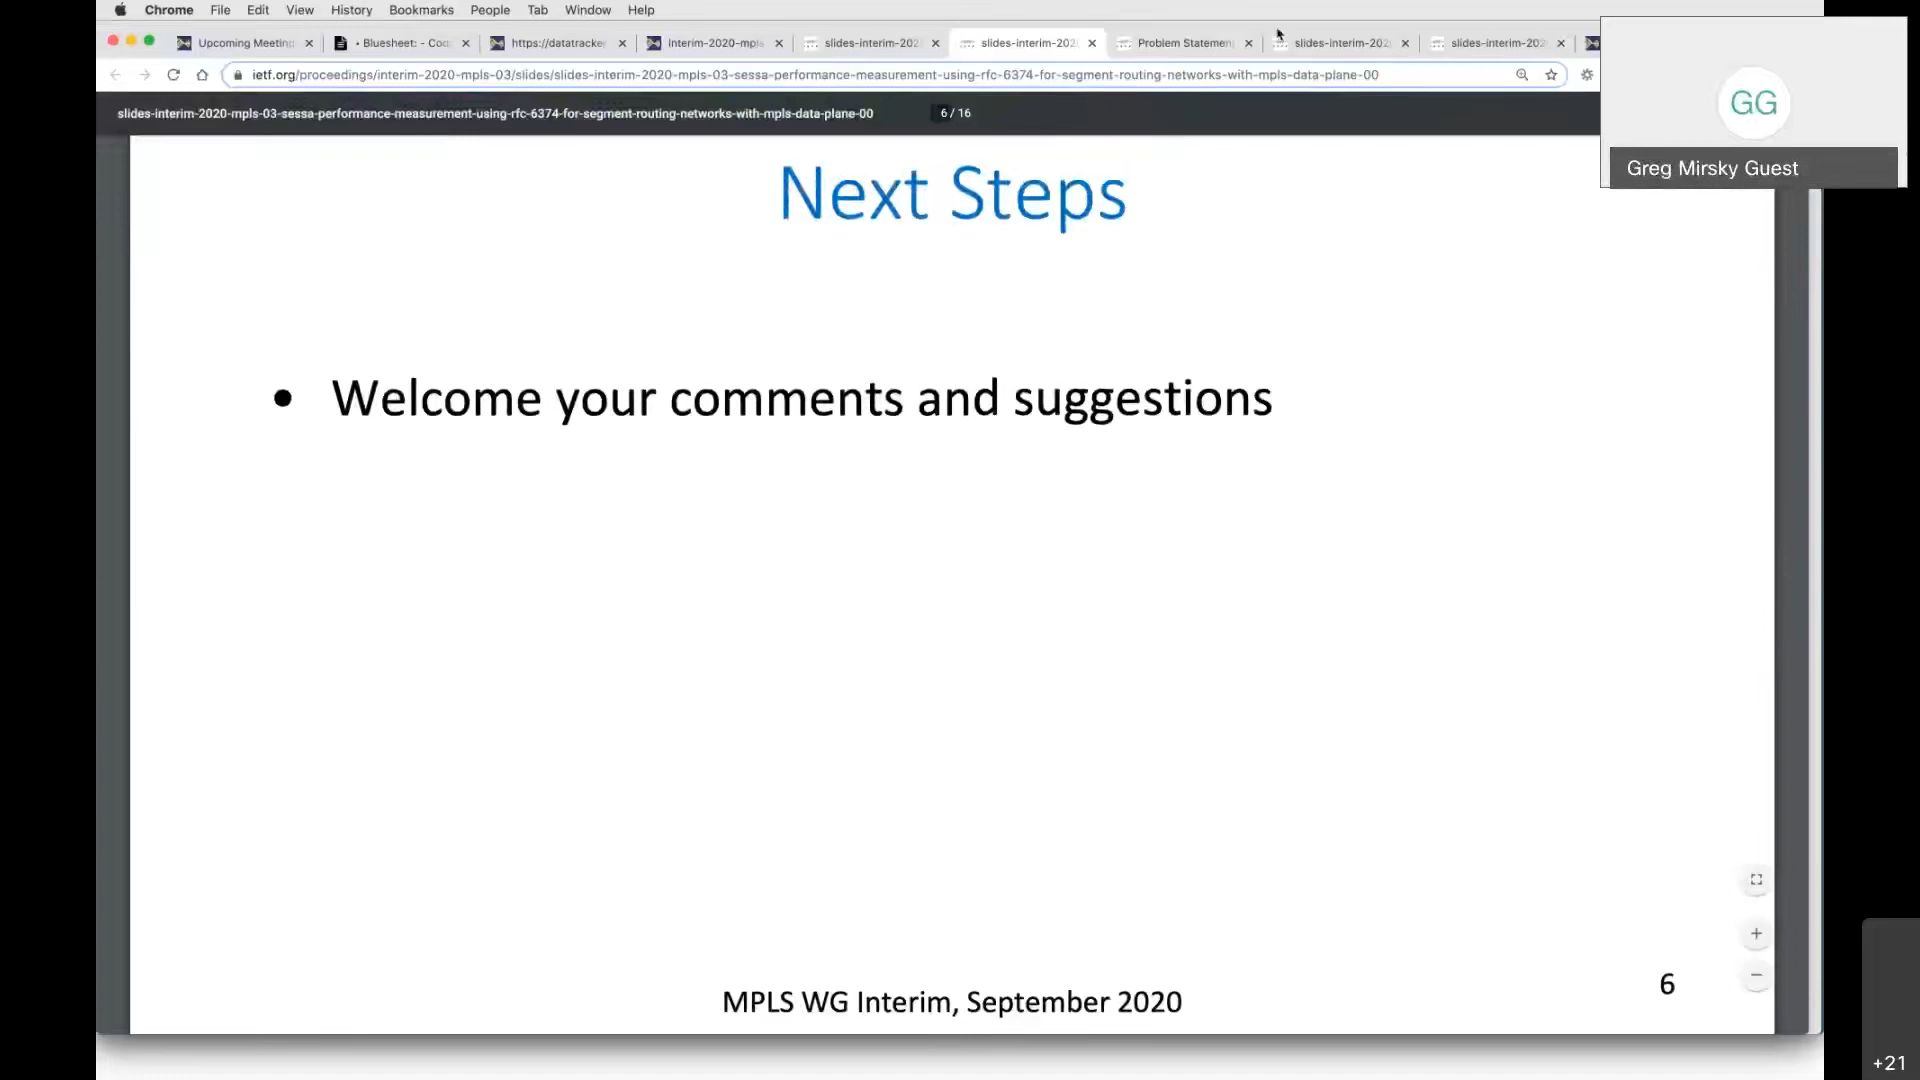 Chrome File Edit View History Bookmarks People Tab Window Help
Upcoming Meeting • Bluesheet: - Cod https://datatracke Interim-2020-mpls slides-interim-202 slides-interim-202 Problem Statemen slides-interim-202 slides-interim-202
ietf.org/proceedings/interim-2020-mpls-03/slides/slides-interim-2020-mpls-03-sessa-performance-measurement-using-rfc-6374-for-segment-routing-networks-with-mpls-data-plane-00
slides-interim-2020-mpls-03-sessa-performance-measurement-using-rfc-6374-for-segment-routing-networks-with-mpls-data-plane-00 6 / 16
GG
Greg Mirsky Guest
Next Steps
• Welcome your comments and suggestions
6
MPLS WG Interim, September 2020
+21